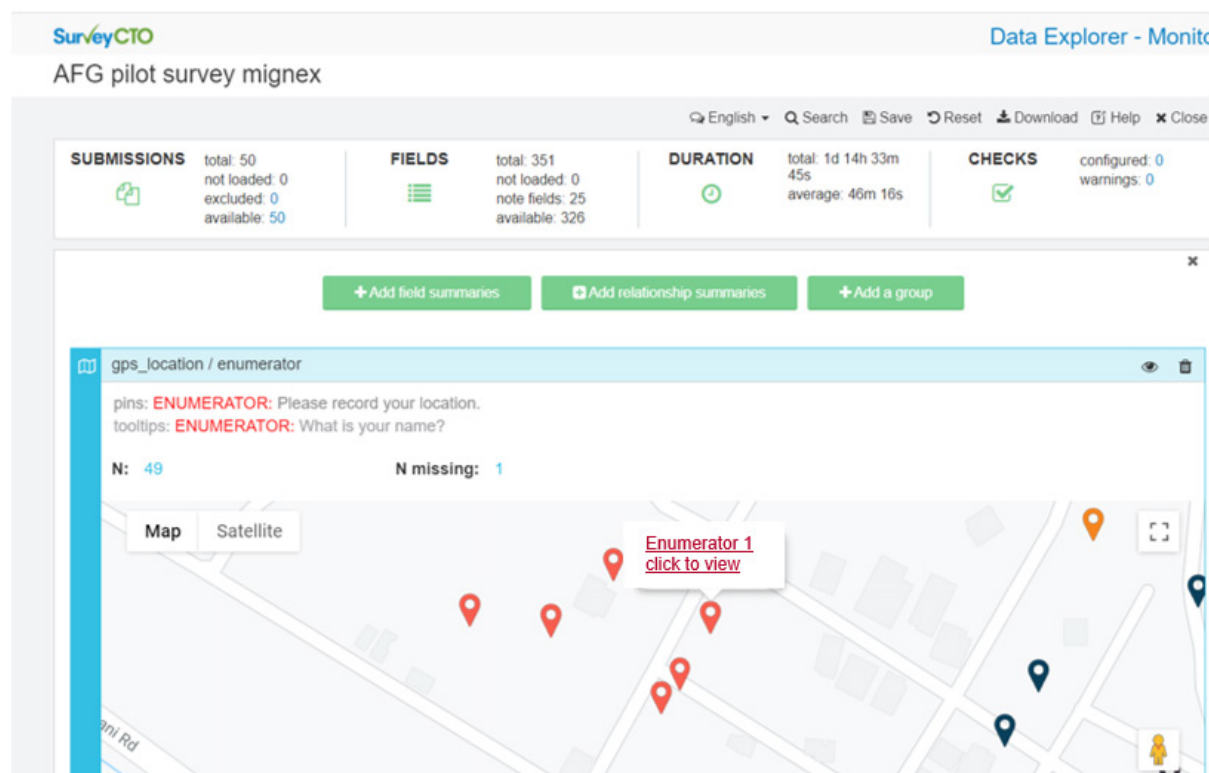 SurveyCTO
Data Explorer - Monito
AFG pilot survey mignex
English Search Save Reset Download Help Close
SUBMISSIONS
total: 50
not loaded: 0
excluded: 0
available: 50
FIELDS
total: 351
not loaded: 0
note fields: 25
available: 326
DURATION
total: 1d 14h 33m
45s
average: 46m 16s
CHECKS
configured: 0
warnings: 0
+ Add field summaries
+ Add relationship summaries
+ Add a group
gps_location / enumerator
pins: ENUMERATOR: Please record your location.
tooltips: ENUMERATOR: What is your name?
N: 49
N missing: 1
Map
Satellite
Enumerator 1
click to view
ani Rd